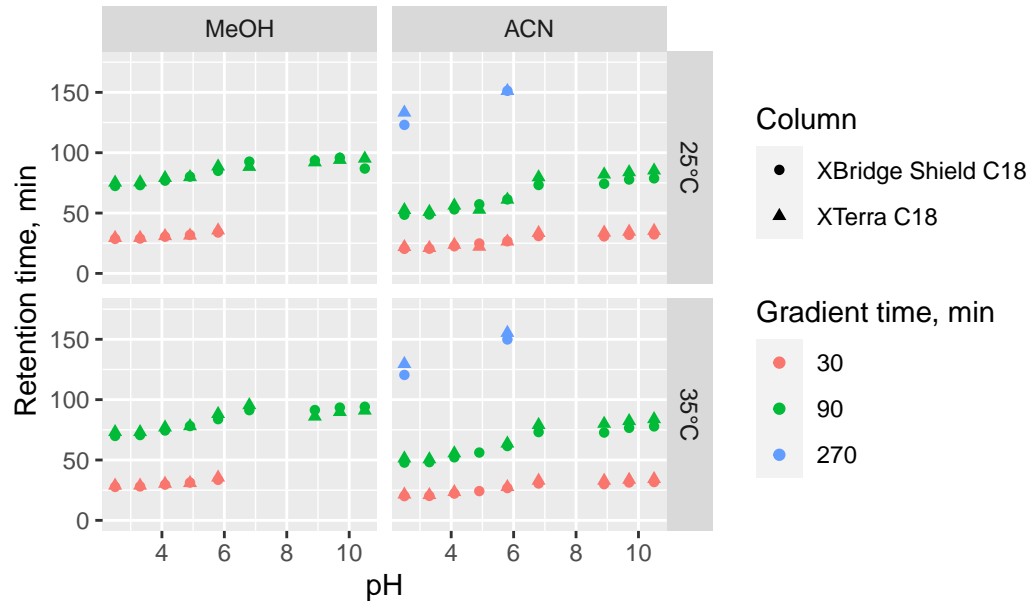 MeOH
ACN
Retention time, min
150
100
50
0
25°C
150
100
50
0
35°C
4 6 8 10
4 6 8 10
pH
Column
XBridge Shield C18
XTerra C18
Gradient time, min
30
90
270